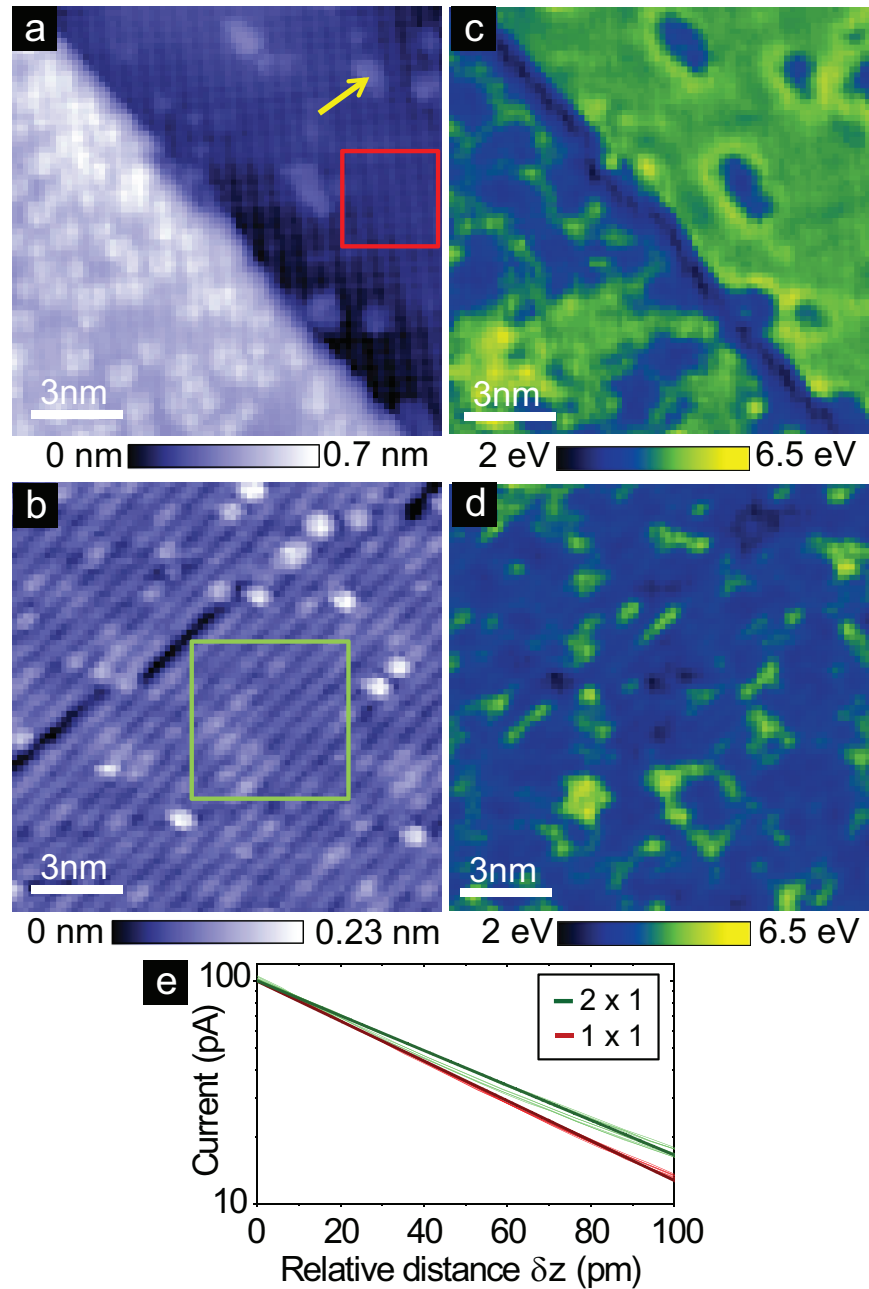 a
3nm
0 nm 0.7 nm
c
3nm
2 eV 6.5 eV
b
3nm
0 nm 0.23 nm
d
3nm
2 eV 6.5 eV
e
100
10
Current (pA)
2 x 1
1 x 1
0 20 40 60 80 100
Relative distance δz (pm)